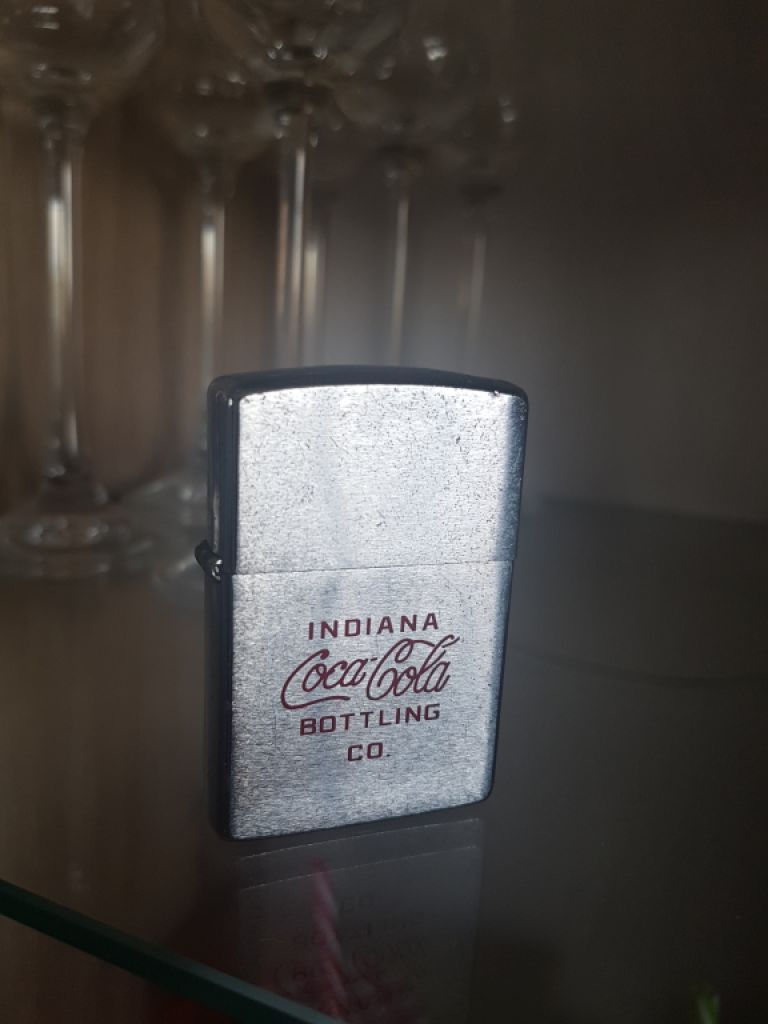 INDIANA
Coca-Cola
BOTTLING
CO.